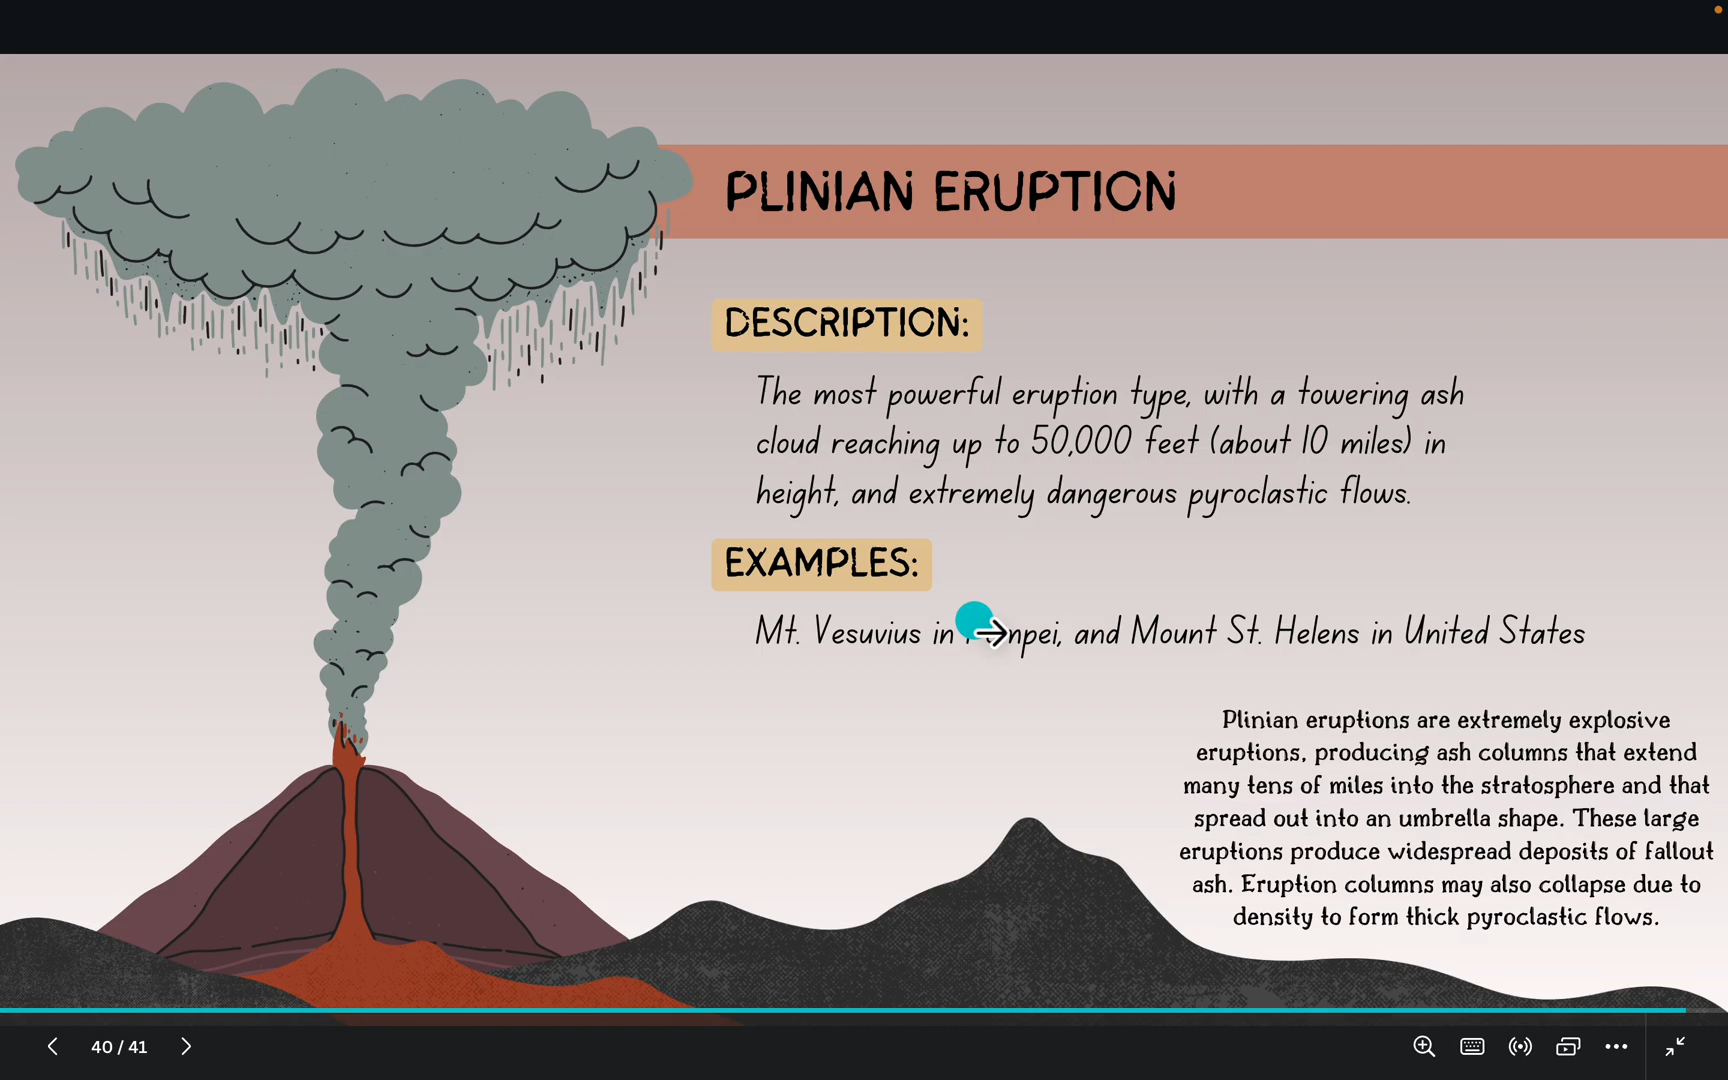 PLINIAN ERUPTION
DESCRIPTION:
The most powerful eruption type, with a towering ash
cloud reaching up to 50,000 feet (about 10 miles) in
height, and extremely dangerous pyroclastic flows.
EXAMPLES:
Mt. Vesuvius in and Mount St. Helens in United States
Plinian eruptions are extremely explosive
eruptions, producing ash columns that extend
many tens of miles into the stratosphere and that
spread out into an umbrella shape. These large
eruptions produce widespread deposits of fallout
ash. Eruption columns may also collapse due to
density to form thick pyroclastic flows.
40 / 41